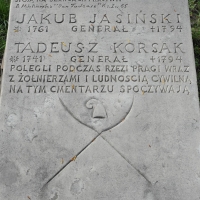 JAKUB JASIŃSKI
* 1761 GENERAŁ +1794
TADEUSZ KORSAK
* 1741 GENERAŁ +1794
POLEGLI PODCZAS RZEZI PRAGI WRAZ
Z ŻOŁNIERZAMI I LUDNOŚCIĄ CYWILNĄ
NA TYM CMENTARZU SPOCZYWAJĄ